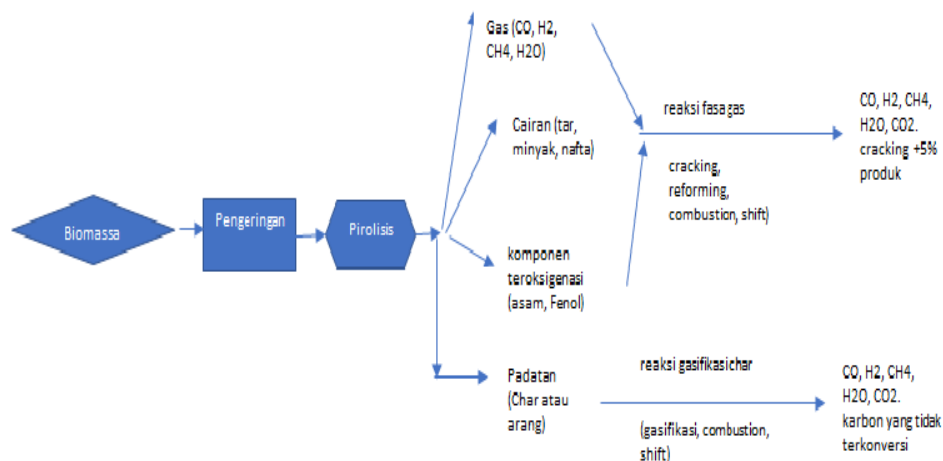 Biomassa
Pengeringan
Pirolisis
Gas (CO, H2,
CH4, H2O)
Cairan (tar,
minyak, nafta)
komponen
teroksigenasi
(asam, Fenol)
Padatan
(Char atau
arang)
reaksi fasa gas
cracking,
reforming,
combustion, shift)
CO, H2, CH4,
H2O, CO2.
cracking +5%
produk
reaksi gasifikasi char
(gasifikasi, combustion,
shift)
CO, H2, CH4,
H2O, CO2.
karbon yang tidak
terkonversi